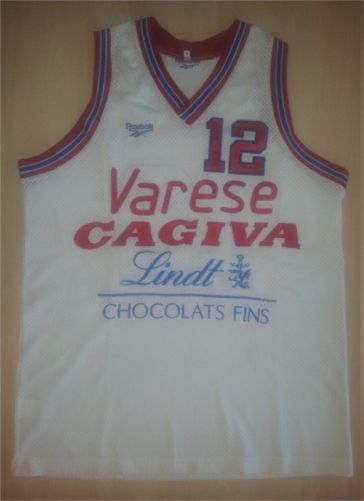 Reebok
12
Varese
CAGIVA
Lindt
CHOCOLATS FINS